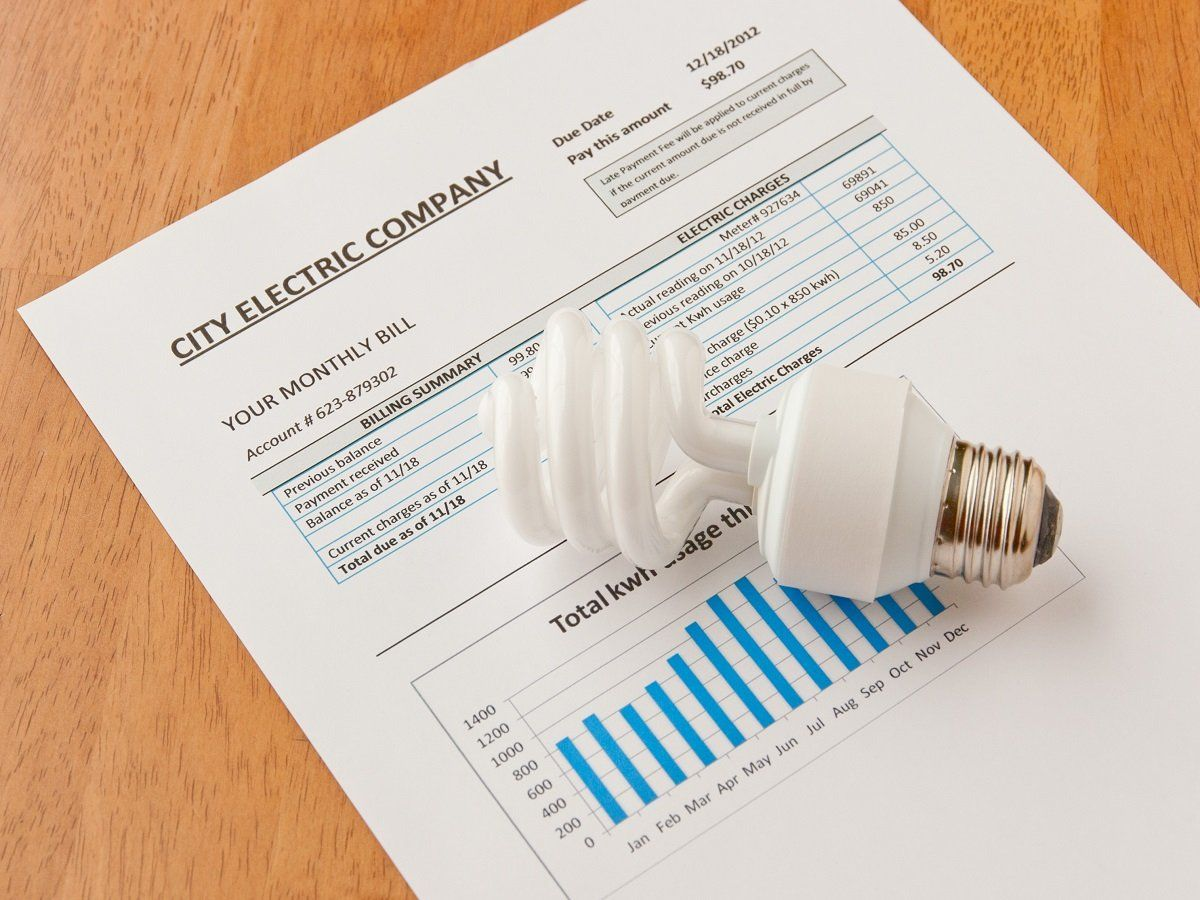 12/18/2012
Due Date
$98.70
Pay this amount
Late Payment Fee will be applied to current charges
if the current amount due is not received in full by
payment due.
CITY ELECTRIC COMPANY
YOUR MONTHLY BILL
Account # 623-879302
BILLING SUMMARY
Previous balance 99.80
Payment received
Balance as of 11/18
Current charges as of 11/18
Total due as of 11/18
ELECTRIC CHARGES
Meter# 927634
reading on 11/18/12 69891
reading on 10/18/12 69041
Kwh usage 850
charge ($0.10 x 850 kwh) 85.00
charge 8.50
5.20
Electric Charges 98.70
Total kwh usage
1400
1200
1000
800
600
400
200
0
Jan Feb Mar Apr May Jun Jul Aug Sep Oct Nov Dec